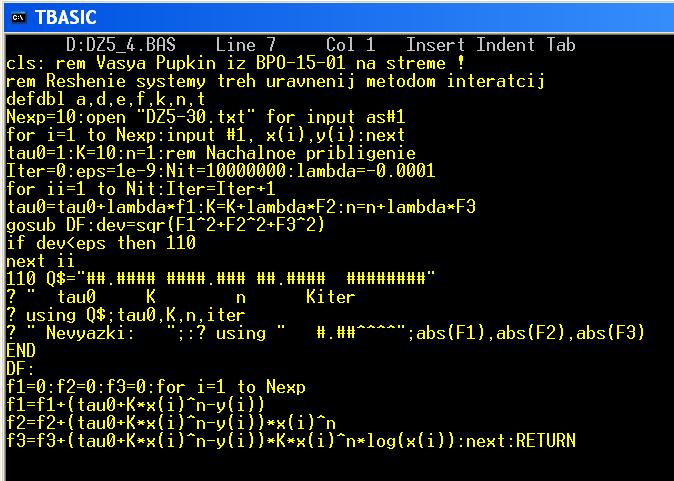 TBASIC
D:DZ5_4.BAS Line 7 Col 1 Insert Indent Tab
cls: rem Vasya Pupkin iz BPO-15-01 na streme !
rem Reshenie systemy treh uravnenij metodom interatcij
defdbl a,d,e,f,k,n,t
Nexp=10:open "DZ5-30.txt" for input as#1
for i=1 to Nexp:input #1, x(i),y(i):next
tau0=1:K=10:n=1:rem Nachalnoe pribligenie
Iter=0:eps=1e-9:Nit=10000000:lambda=-0.0001
for ii=1 to Nit:Iter=Iter+1
tau0=tau0+lambda*f1:K=K+lambda*F2:n=n+lambda*F3
gosub DF:dev=sqr(F1^2+F2^2+F3^2)
if dev<eps then 110
next ii
110 Q$="##.#### ####.### ##.####  ########"
? "  tau0      K          n       Kiter
? using Q$;tau0,K,n,iter
? " Nevyazki:   ";:? using "   #.##^^^^";abs(F1),abs(F2),abs(F3)
END
DF:
f1=0:f2=0:f3=0:for i=1 to Nexp
f1=f1+(tau0+K*x(i)^n-y(i))
f2=f2+(tau0+K*x(i)^n-y(i))*x(i)^n
f3=f3+(tau0+K*x(i)^n-y(i))*K*x(i)^n*log(x(i)):next:RETURN